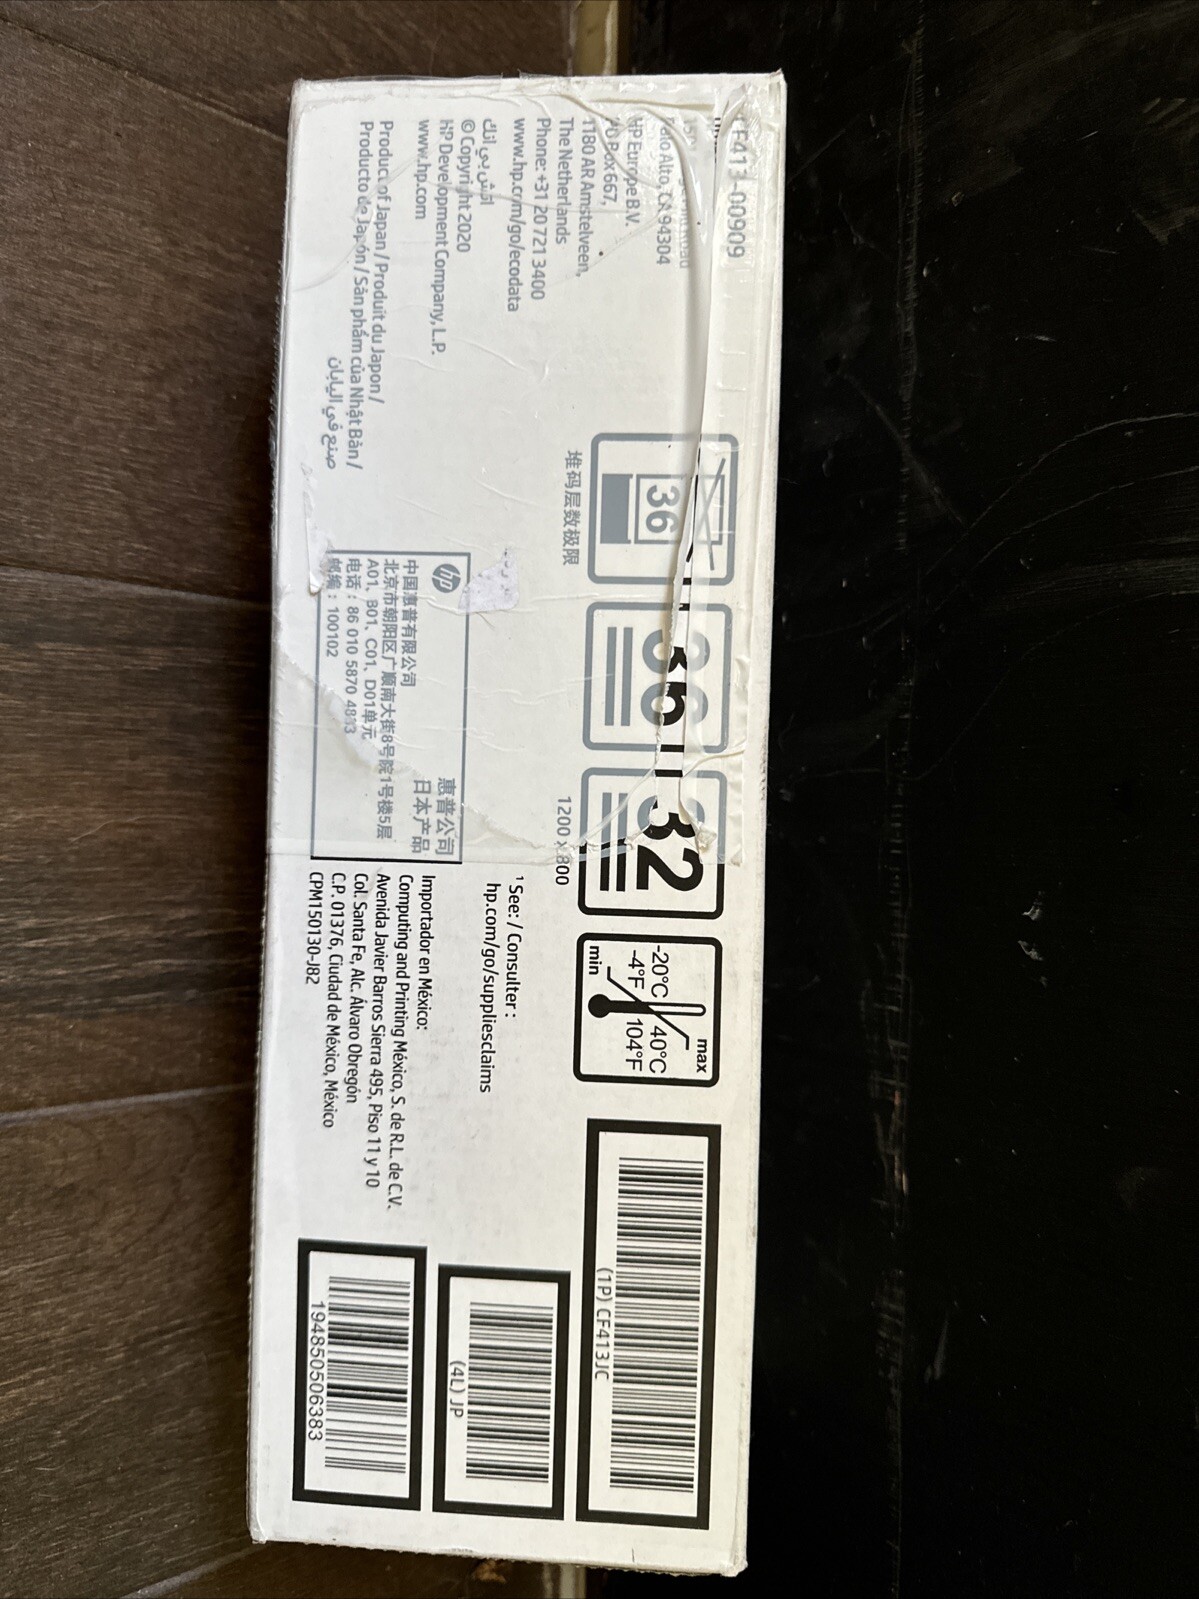 CF413-00909
Palo Alto, CA 94304
HP Europe B.V.
PO Box 667,
1180 AR Amstelveen,
The Netherlands
Phone: +31 20 721 3400
www.hp.com/go/ecodata
اتش بي انك
© Copyright 2020
HP Development Company, L.P.
www.hp.com
Product of Japan / Produit du Japon /
Producto de Japón / Sản phẩm của Nhật Bản /
صنع في اليابان
36
堆码层数极限
36
32
1200 x 800
max
-20°C 40°C
-4°F 104°F
min
hp
惠普公司
日本产品
中国惠普有限公司
北京市朝阳区广顺南大街8号院1号楼5层
A01、B01、C01、D01单元
电话：86 010 5870 4833
邮编：100102
¹ See: / Consulter :
hp.com/go/suppliesclaims
Importador en México:
Computing and Printing México, S. de R.L. de C.V.
Avenida Javier Barros Sierra 495, Piso 11 y 10
Col. Santa Fe, Alc. Álvaro Obregón
C.P. 01376, Ciudad de México, México
CPM150130-J82
(1P) CF413JC
(4L) JP
194850506383